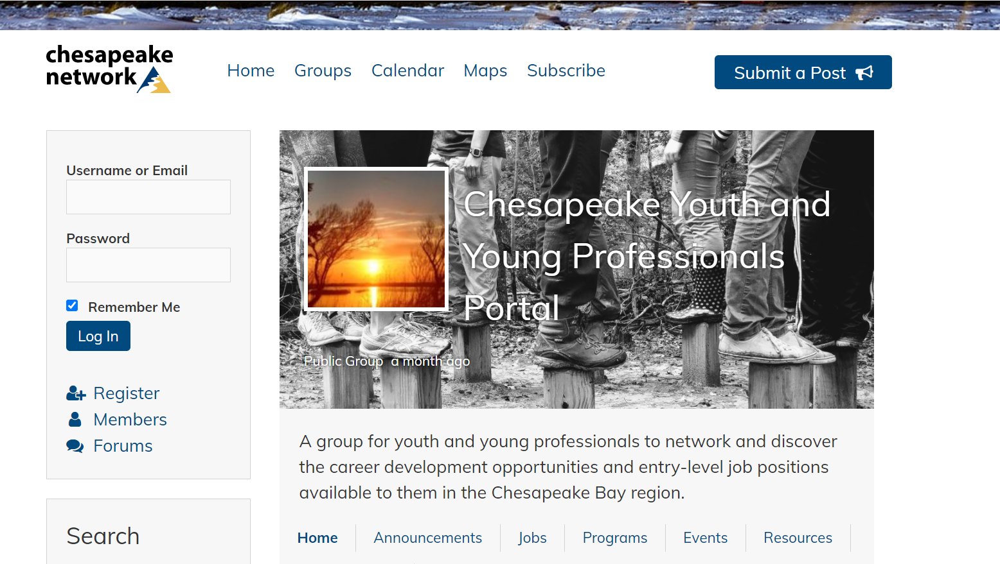 chesapeake
network
Home Groups Calendar Maps Subscribe
Submit a Post
Username or Email
Password
Remember Me
Log In
Register
Members
Forums
Search
Chesapeake Youth and
Young Professionals
Portal
Public Group a month ago
A group for youth and young professionals to network and discover
the career development opportunities and entry-level job positions
available to them in the Chesapeake Bay region.
Home Announcements Jobs Programs Events Resources